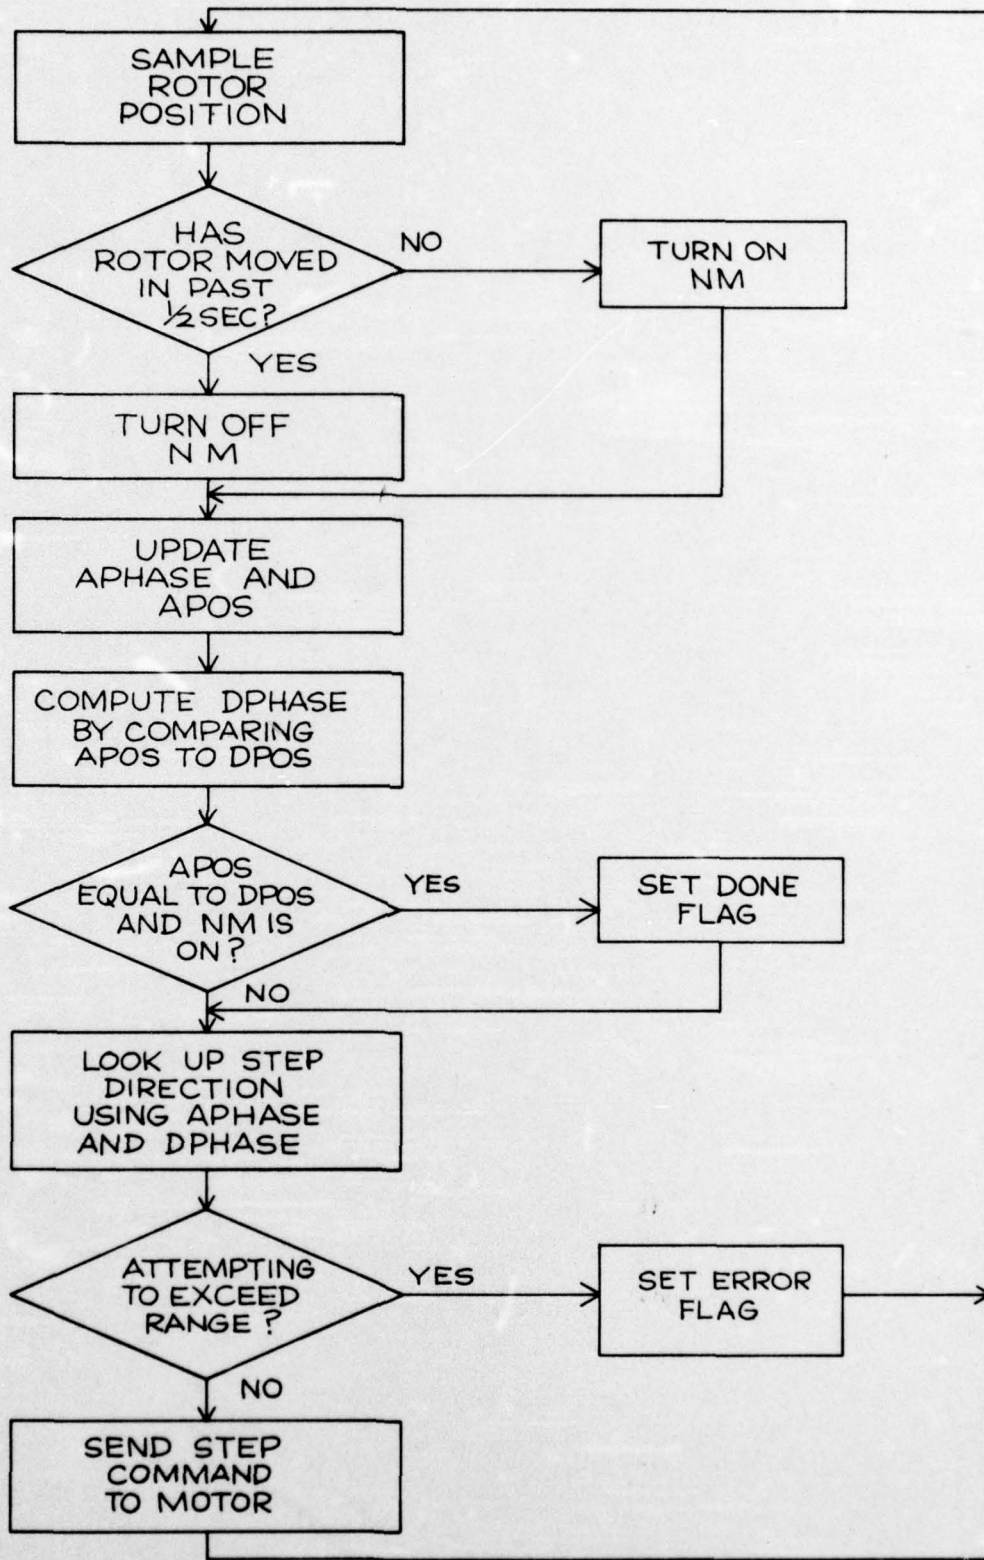 SAMPLE
ROTOR
POSITION
HAS
ROTOR MOVED
IN PAST
½ SEC?
NO
TURN ON
NM
YES
TURN OFF
NM
UPDATE
APHASE AND
APOS
COMPUTE DPHASE
BY COMPARING
APOS TO DPOS
APOS
EQUAL TO DPOS
AND NM IS
ON?
YES
SET DONE
FLAG
NO
LOOK UP STEP
DIRECTION
USING APHASE
AND DPHASE
ATTEMPTING
TO EXCEED
RANGE?
YES
SET ERROR
FLAG
NO
SEND STEP
COMMAND
TO MOTOR